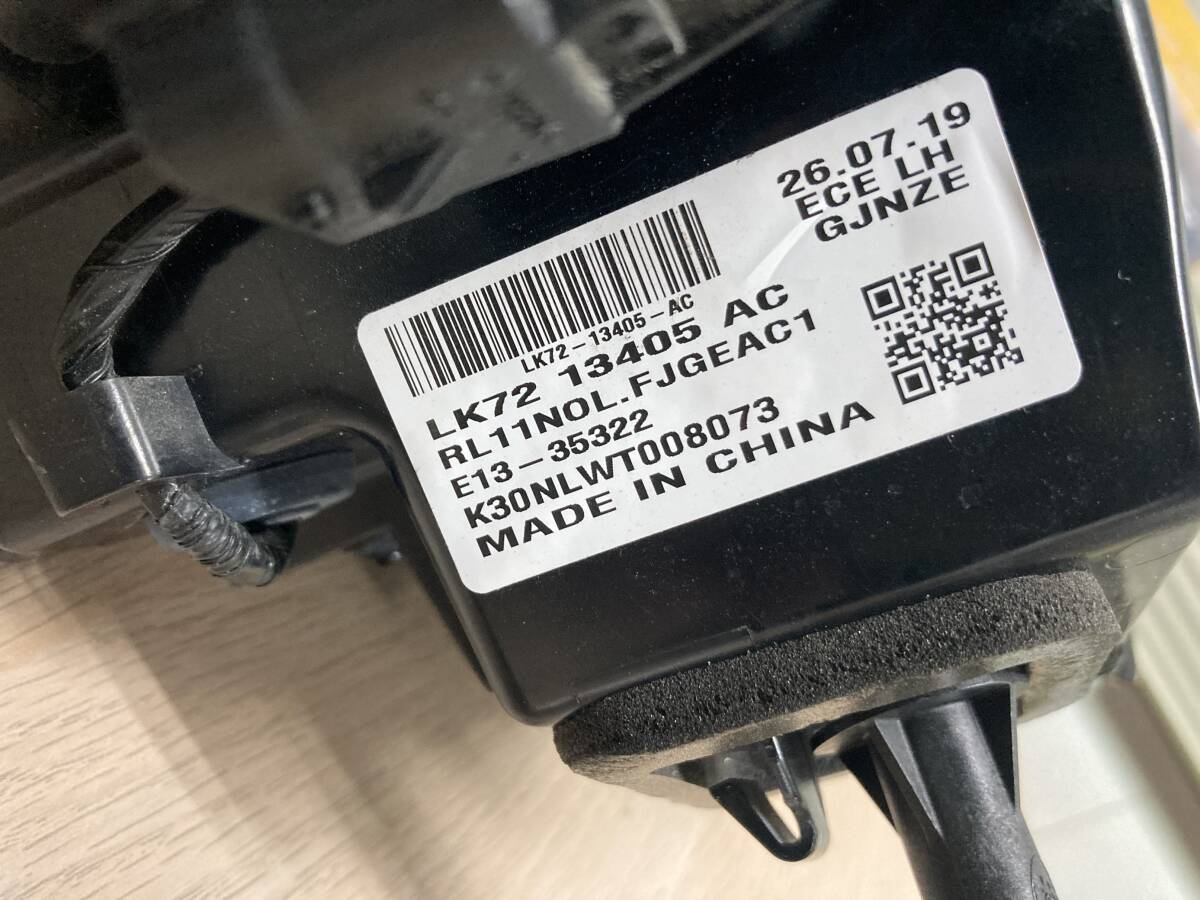 26.07.19
ECE LH
GJNZE
LK72-13405-AC
LK72 13405 AC
RL11NOL.FJGEAC1
E13-35322
K30NLWT008073
MADE IN CHINA